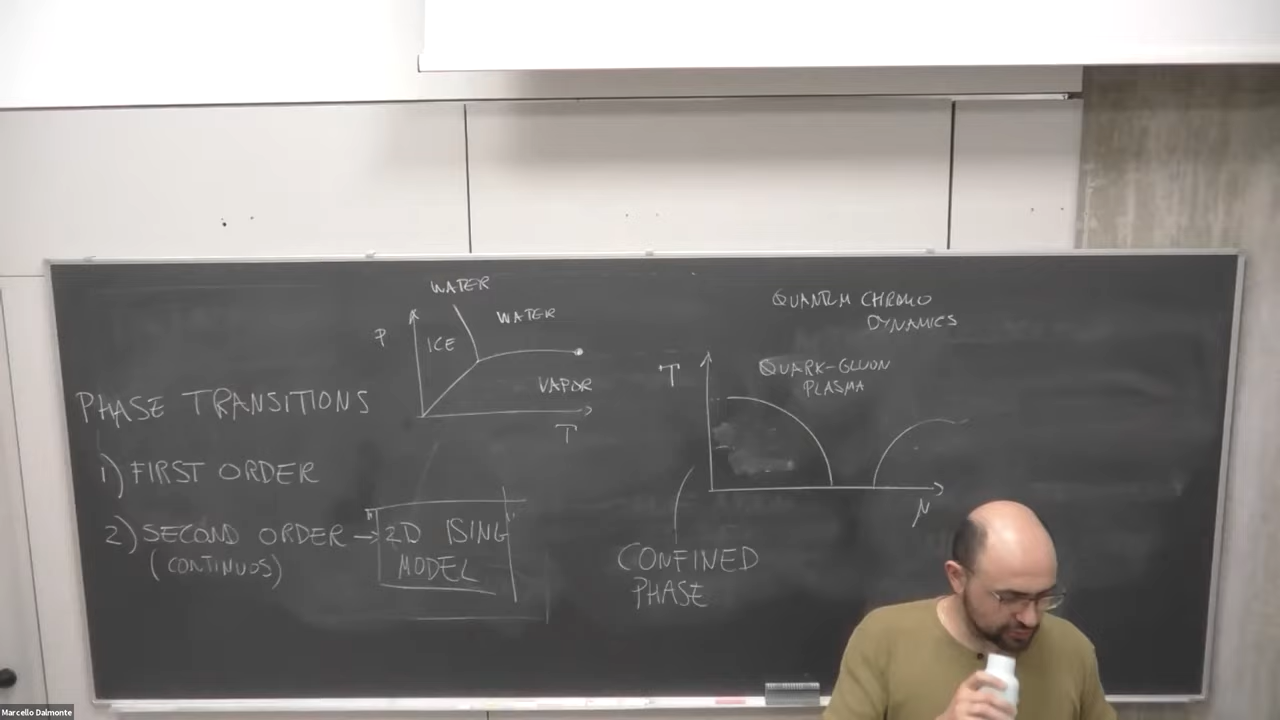 PHASE TRANSITIONS
1) FIRST ORDER
2) SECOND ORDER → 2D ISING
(CONTINUOS) MODEL
WATER
P
ICE
WATER
VAPOR
T
QUANTUM CHROMO
DYNAMICS
T
QUARK-GLUON
PLASMA
μ
CONFINED
PHASE
Marcello Dalmonte